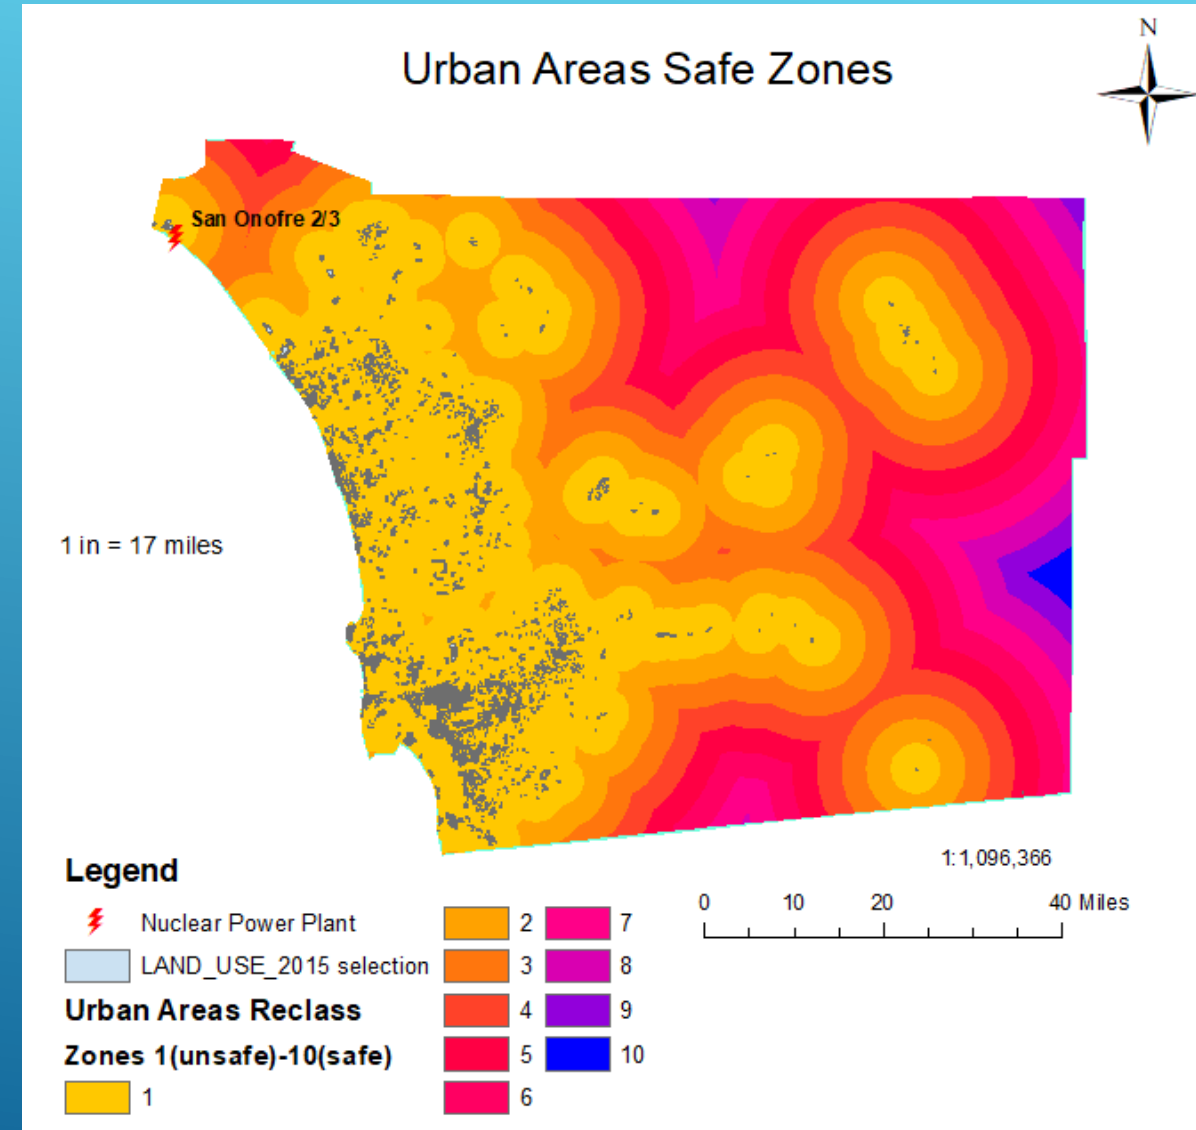 N
Urban Areas Safe Zones
San Onofre 2/3
1 in = 17 miles
1:1,096,366
0 10 20 40 Miles
Legend
Nuclear Power Plant
LAND_USE_2015 selection
Urban Areas Reclass
Zones 1(unsafe)-10(safe)
1
2
3
4
5
6
7
8
9
10